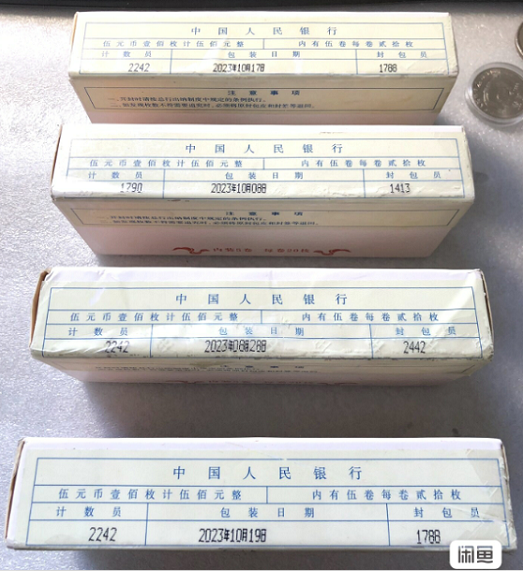 中国人民银行
伍元币壹佰枚计伍佰元整 内有伍卷每卷贰拾枚
计数员 包装日期 封包员
2242 2023年10月17日 1788
注意事项
中国人民银行
伍元币壹佰枚计伍佰元整 内有伍卷每卷贰拾枚
计数员 包装日期 封包员
1790 2023年10月08日 1413
注意事项
中国人民银行
伍元币壹佰枚计伍佰元整 内有伍卷每卷贰拾枚
计数员 包装日期 封包员
2242 2023年08月28日 2442
注意事项
中国人民银行
伍元币壹佰枚计伍佰元整 内有伍卷每卷贰拾枚
计数员 包装日期 封包员
2242 2023年10月19日 1788
闲鱼